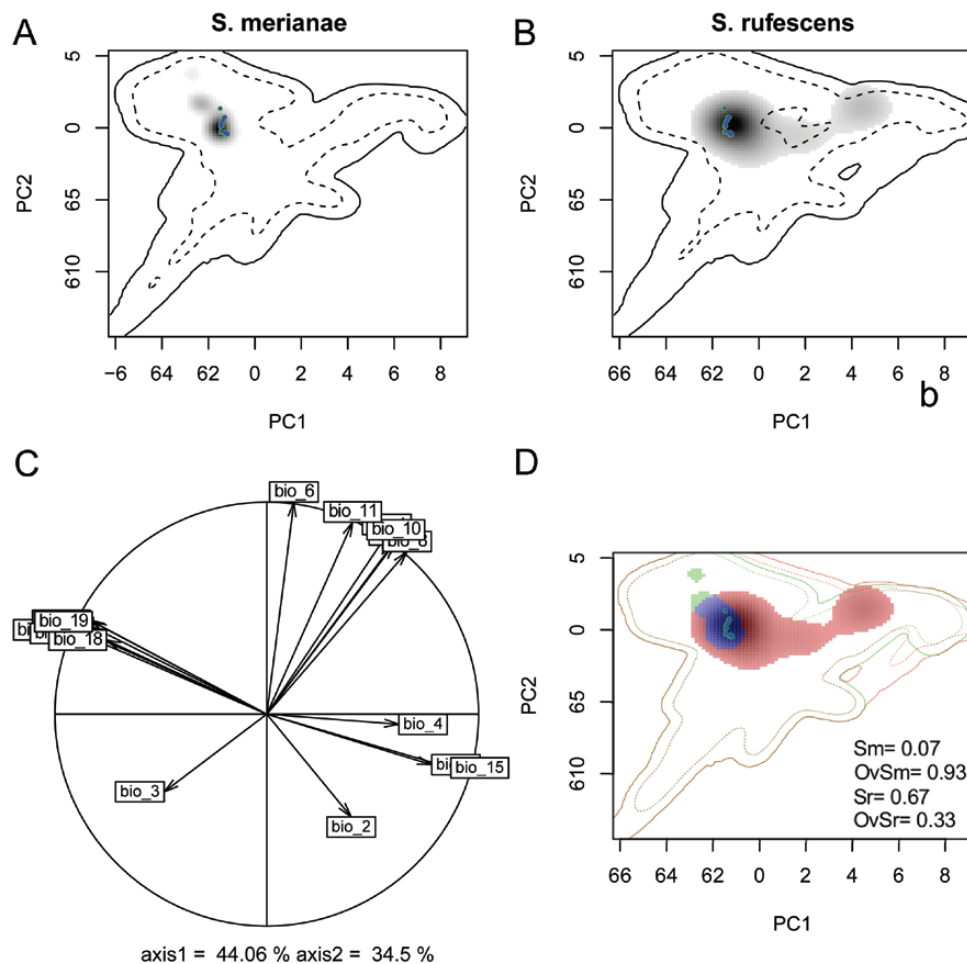 A
S. merianae
B
S. rufescens
5
0
65
610
PC2
−6 64 62 0 2 4 6 8
PC1
5
0
65
610
PC2
66 64 62 0 2 4 6 8
PC1
b
C
bio_6
bio_11
bio_10
bio_8
bio_19
bio_18
bio_4
bio_15
bio_3
bio_2
axis1 = 44.06 % axis2 = 34.5 %
D
5
0
65
610
PC2
Sm= 0.07
OvSm= 0.93
Sr= 0.67
OvSr= 0.33
66 64 62 0 2 4 6 8
PC1